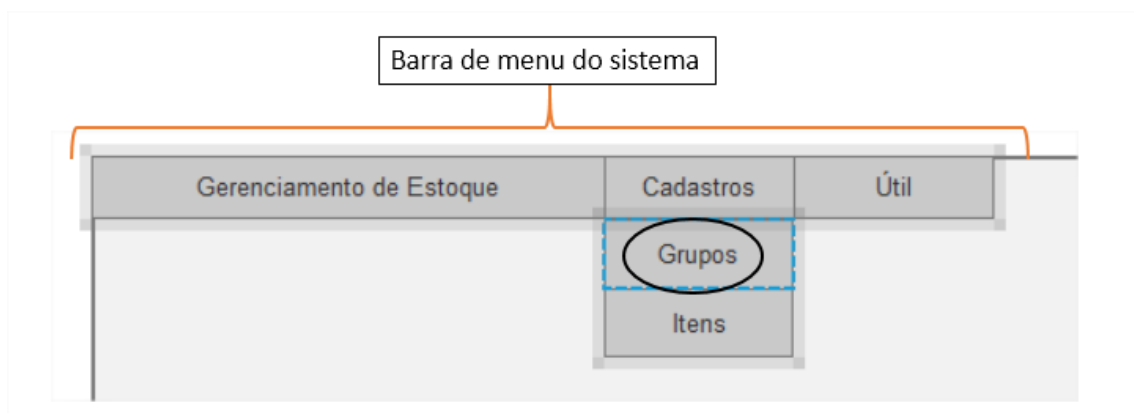 Barra de menu do sistema
Gerenciamento de Estoque Cadastros Útil
Grupos
Itens